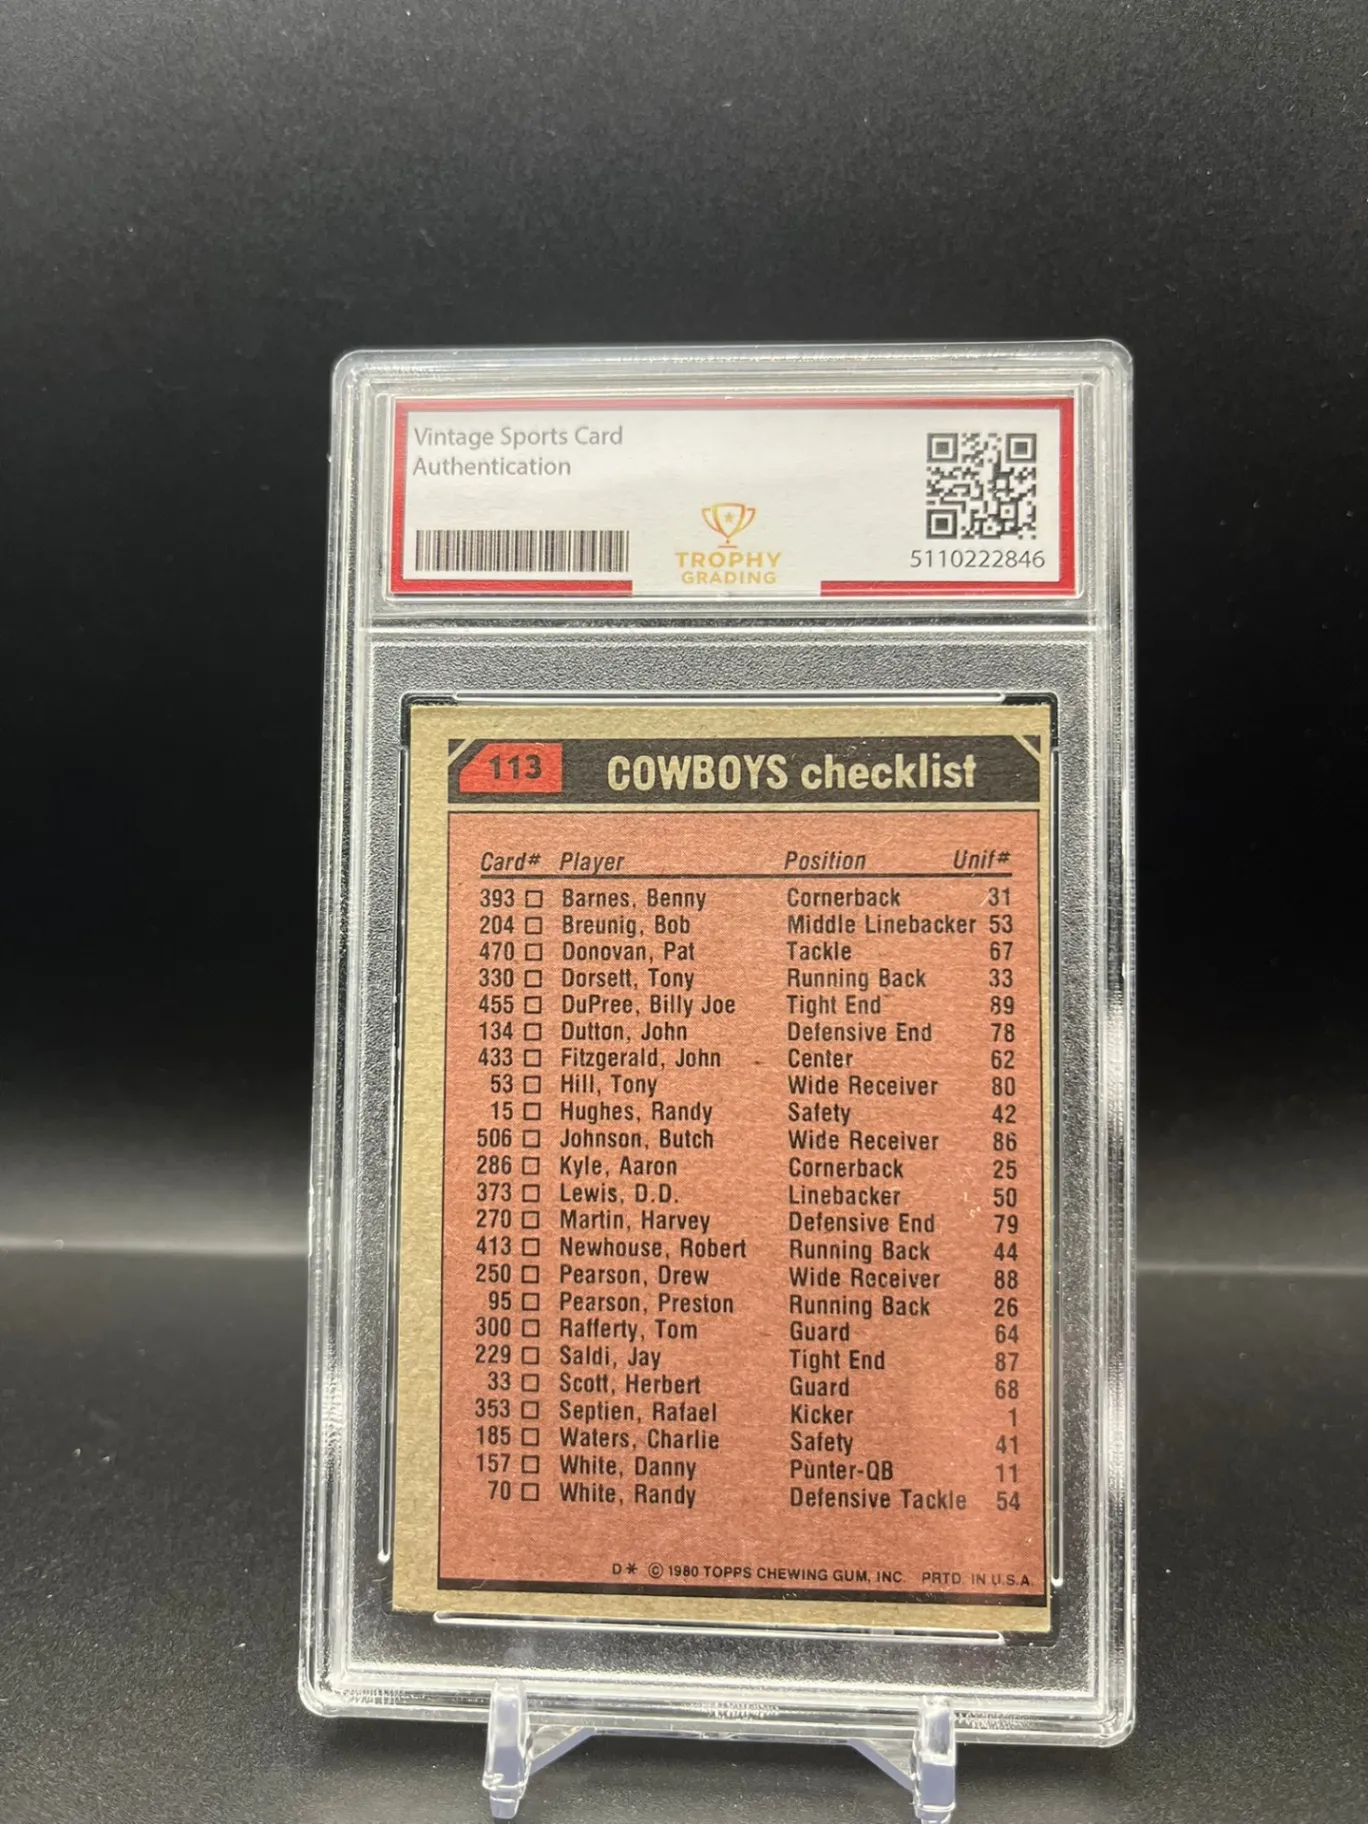 Vintage Sports Card
Authentication
TROPHY
GRADING
5110222846
113 COWBOYS checklist
Card# Player Position Unif#
393 Barnes, Benny Cornerback 31
204 Breunig, Bob Middle Linebacker 53
470 Donovan, Pat Tackle 67
330 Dorsett, Tony Running Back 33
455 DuPree, Billy Joe Tight End 89
134 Dutton, John Defensive End 78
433 Fitzgerald, John Center 62
53 Hill, Tony Wide Receiver 80
15 Hughes, Randy Safety 42
506 Johnson, Butch Wide Receiver 86
286 Kyle, Aaron Cornerback 25
373 Lewis, D.D. Linebacker 50
270 Martin, Harvey Defensive End 79
413 Newhouse, Robert Running Back 44
250 Pearson, Drew Wide Receiver 88
95 Pearson, Preston Running Back 26
300 Rafferty, Tom Guard 64
229 Saldi, Jay Tight End 87
33 Scott, Herbert Guard 68
353 Septien, Rafael Kicker 1
185 Waters, Charlie Safety 41
157 White, Danny Punter-QB 11
70 White, Randy Defensive Tackle 54
D* © 1980 TOPPS CHEWING GUM, INC. PRTD. IN U.S.A.